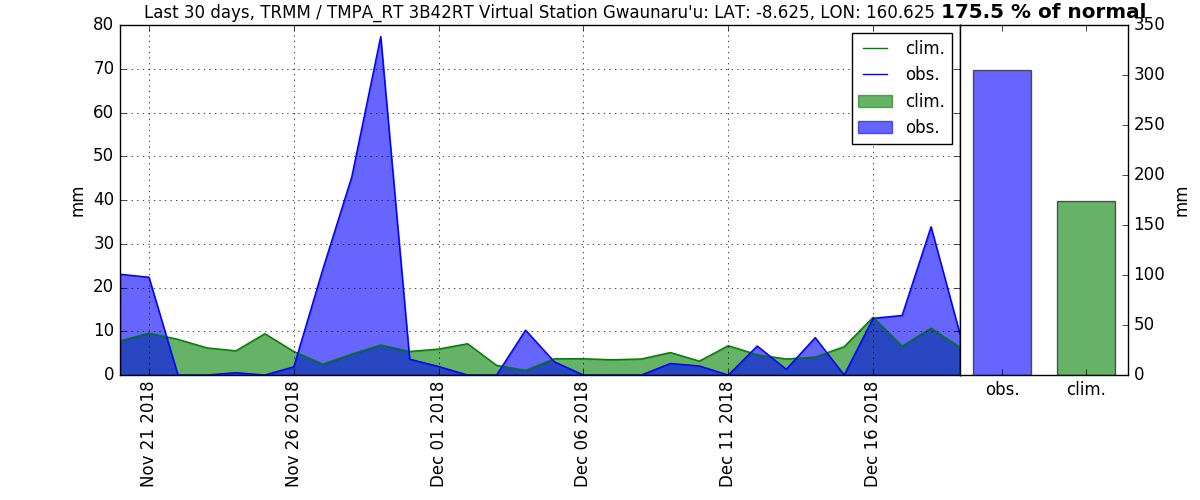 Last 30 days, TRMM / TMPA_RT 3B42RT Virtual Station Gwaunaru'u: LAT: -8.625, LON: 160.625 175.5 % of normal
80
70
60
50
40
30
20
10
0
mm
clim.
obs.
clim.
obs.
Nov 21 2018
Nov 26 2018
Dec 01 2018
Dec 06 2018
Dec 11 2018
Dec 16 2018
350
300
250
200
150
100
50
0
mm
obs.
clim.